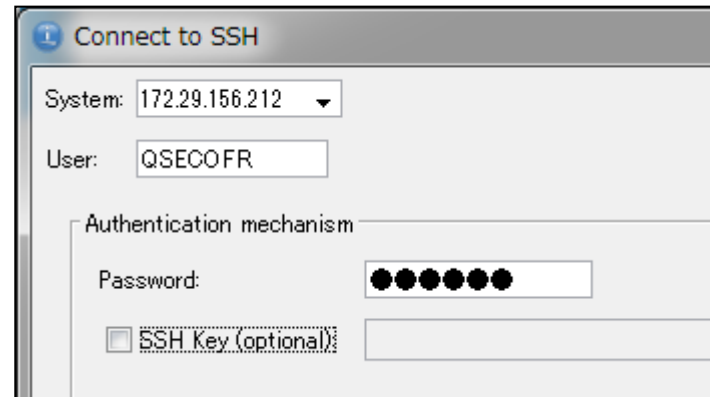 Connect to SSH
System: 172.29.156.212
User: QSECOFR
Authentication mechanism
Password: ●●●●●●
SSH Key (optional):